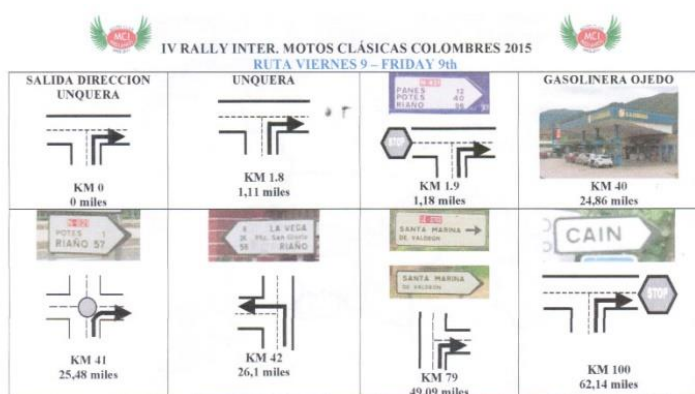 MCI
MCI
IV RALLY INTER. MOTOS CLÁSICAS COLOMBRES 2015
RUTA VIERNES 9 – FRIDAY 9th
SALIDA DIRECCION
UNQUERA
KM 0
0 miles
UNQUERA
KM 1.8
1,11 miles
N-621
PANES 12
POTES 40
RIAÑO 96
STOP
KM 1.9
1,18 miles
GASOLINERA OJEDO
KM 40
24,86 miles
N-621
POTES 1
RIAÑO 57
KM 41
25,48 miles
LA VEGA
RIAÑO
KM 42
26,1 miles
SANTA MARINA
DE VALDEON
SANTA MARINA
DE VALDEON
KM 79
49,09 miles
CAIN
STOP
KM 100
62,14 miles